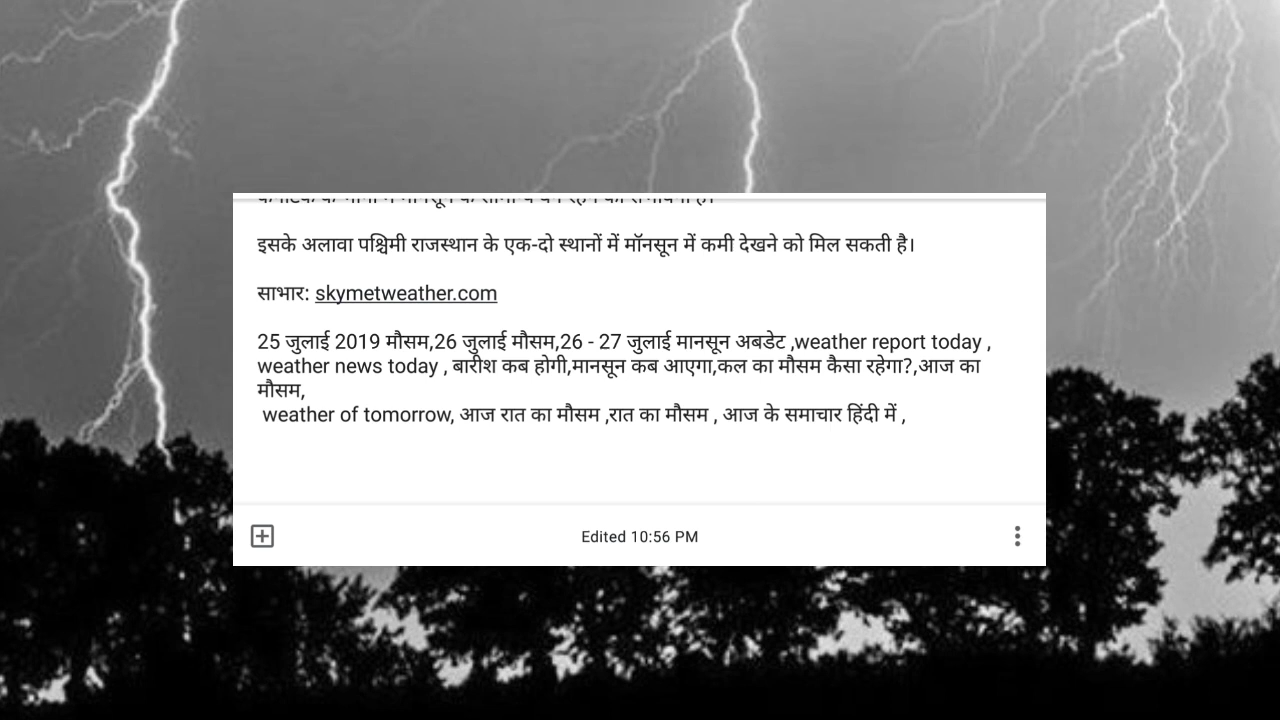 इसके अलावा पश्चिमी राजस्थान के एक-दो स्थानों में मॉनसून में कमी देखने को मिल सकती है।
साभार: skymetweather.com
25 जुलाई 2019 मौसम,26 जुलाई मौसम,26 - 27 जुलाई मानसून अबडेट ,weather report today ,
weather news today , बारीश कब होगी,मानसून कब आएगा,कल का मौसम कैसा रहेगा?,आज का
मौसम,
weather of tomorrow, आज रात का मौसम ,रात का मौसम , आज के समाचार हिंदी में ,
Edited 10:56 PM